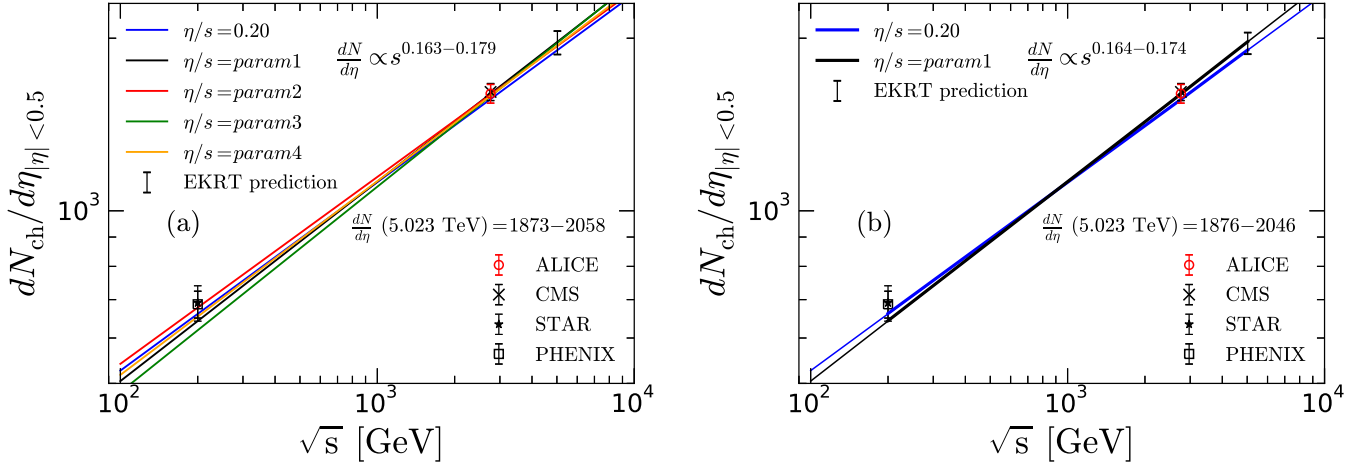 η/s=0.20
η/s=param1
η/s=param2
η/s=param3
η/s=param4
EKRT prediction
dN/dη ∝ s^{0.163−0.179}
(a)
dN/dη (5.023 TeV)=1873−2058
ALICE
CMS
STAR
PHENIX
dN_ch/dη_{|η|<0.5}
10^3
10^2 10^3 10^4
√s [GeV]
η/s=0.20
η/s=param1
EKRT prediction
dN/dη ∝ s^{0.164−0.174}
(b)
dN/dη (5.023 TeV)=1876−2046
ALICE
CMS
STAR
PHENIX
dN_ch/dη_{|η|<0.5}
10^3
10^2 10^3 10^4
√s [GeV]